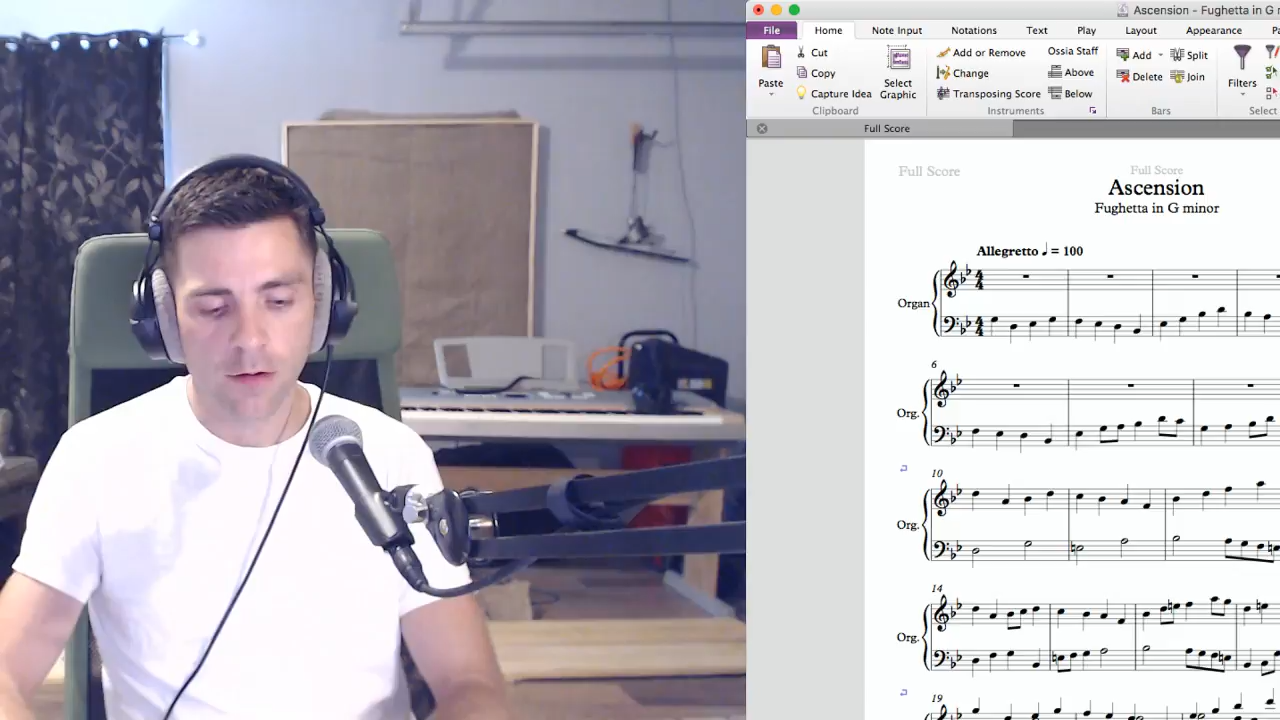 Ascension - Fughetta in G
File Home Note Input Notations Text Play Layout Appearance
Paste
Cut
Copy
Capture Idea
Clipboard
Select Graphic
Add or Remove
Change
Transposing Score
Instruments
Ossia Staff
Above
Below
Add
Split
Delete
Join
Bars
Filters
Select
Full Score
Full Score
Full Score
Ascension
Fughetta in G minor
Allegretto ♩ = 100
Organ
6
Org.
10
Org.
14
Org.
19